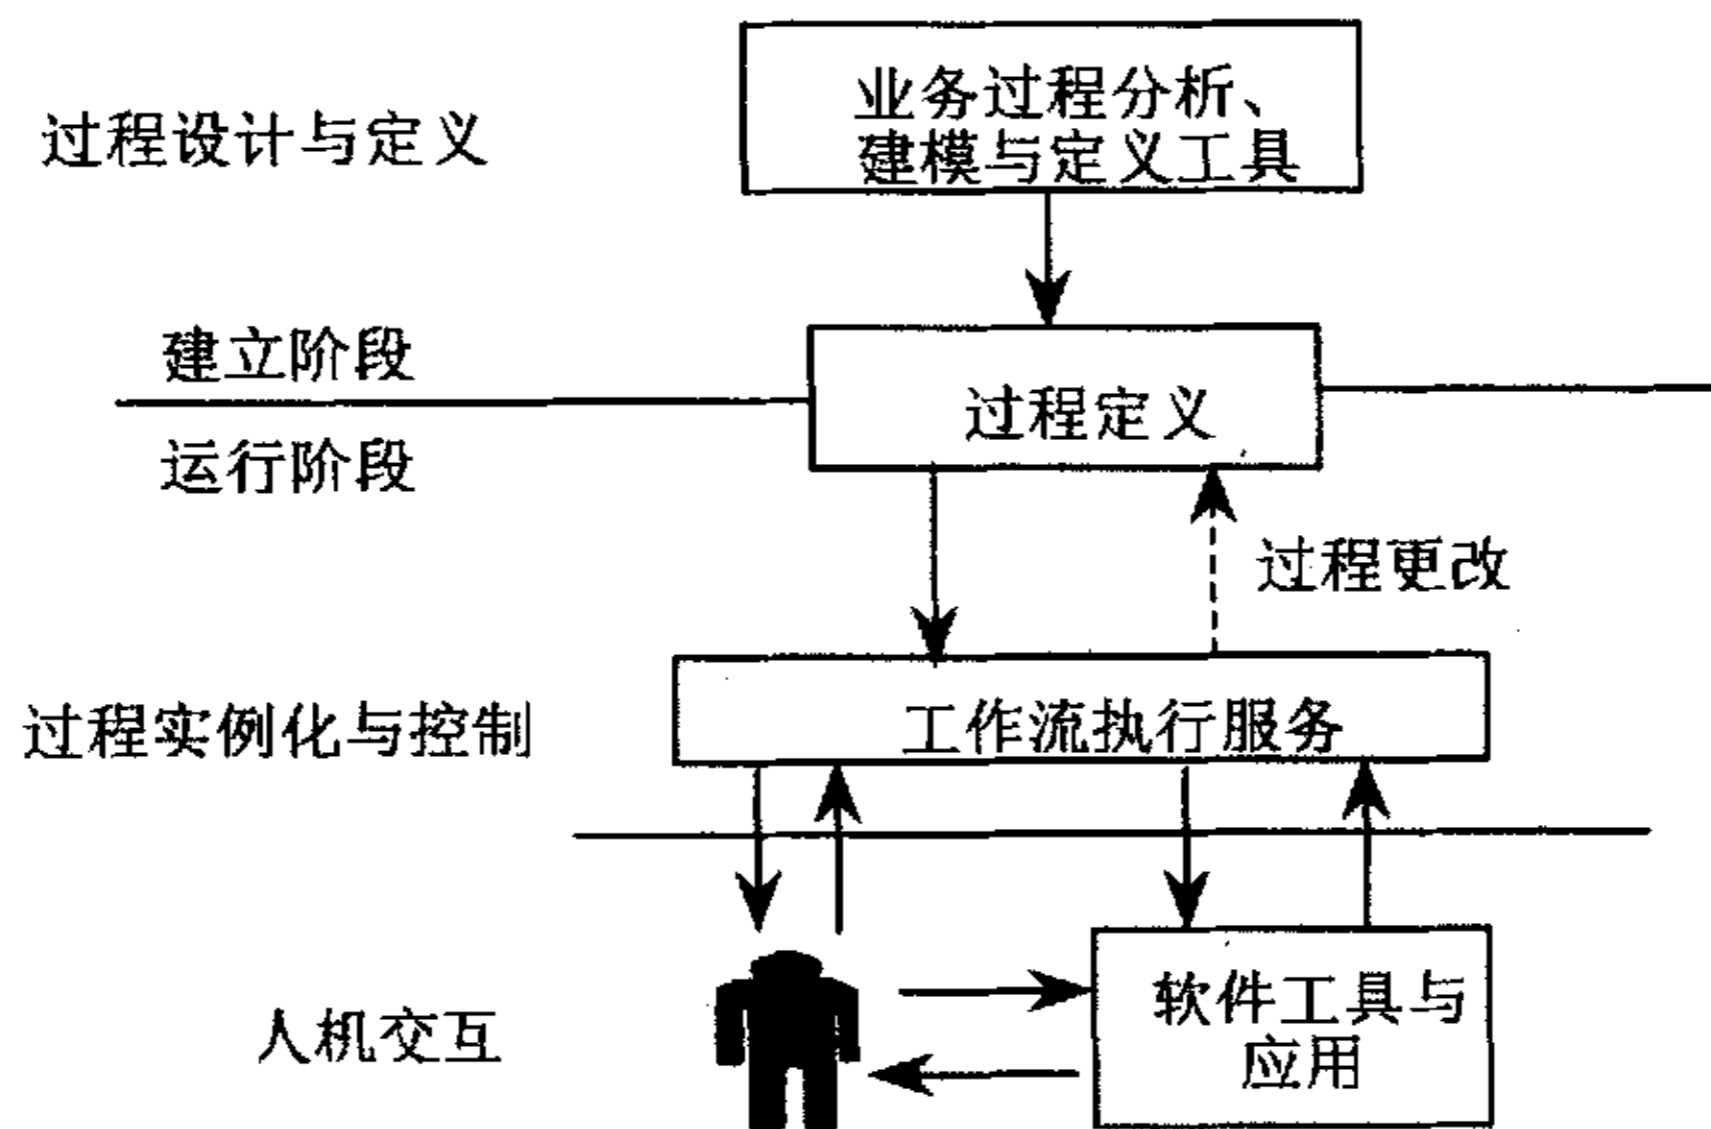 业务过程分析、
建模与定义工具
过程设计与定义
建立阶段
过程定义
运行阶段
过程更改
工作流执行服务
过程实例化与控制
软件工具与
应用
人机交互